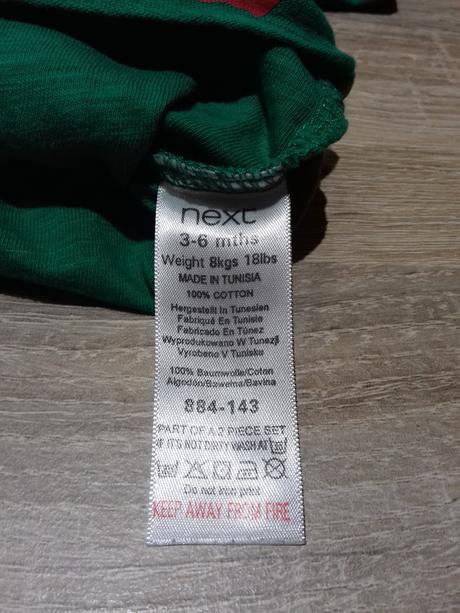 next
3-6 mths
Weight 8kgs 18lbs
MADE IN TUNISIA
100% COTTON
Hergestellt In Tunesien
Fabriqué En Tunisie
Fabricado En Túnez
Wyprodukowano W Tunezji
Vyrobeno V Tunisku
100% Baumwolle/Coton
Algodón/Bawełna/Bavlna
884-143
PART OF A 2 PIECE SET
IF IT'S NOT DIRTY WASH AT
Do not iron print
KEEP AWAY FROM FIRE